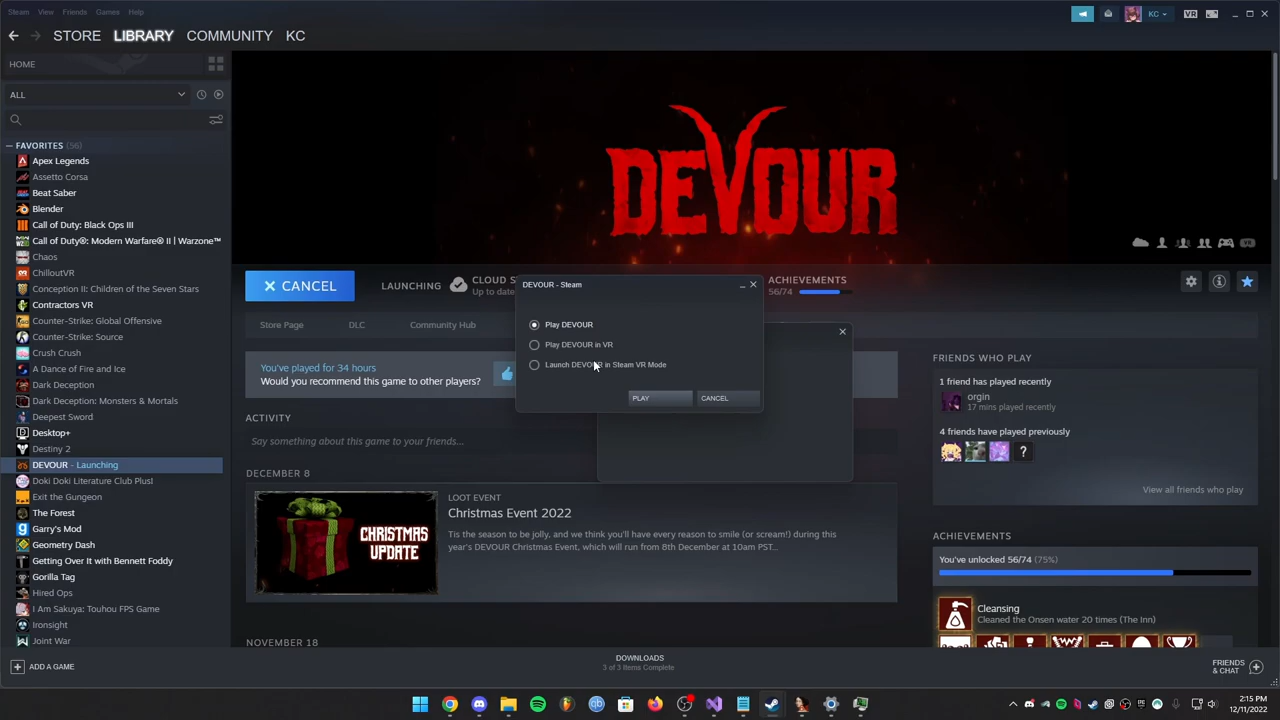 Steam View Friends Games Help
KC
VR
STORE LIBRARY COMMUNITY KC
HOME
ALL
FAVORITES (56)
Apex Legends
Assetto Corsa
Beat Saber
Blender
Call of Duty: Black Ops III
Call of Duty®: Modern Warfare® II | Warzone™
Chaos
ChilloutVR
Conception II: Children of the Seven Stars
Contractors VR
Counter-Strike: Global Offensive
Counter-Strike: Source
Crush Crush
A Dance of Fire and Ice
Dark Deception
Dark Deception: Monsters & Mortals
Deepest Sword
Desktop+
Destiny 2
DEVOUR - Launching
Doki Doki Literature Club Plus!
Exit the Gungeon
The Forest
Garry's Mod
Geometry Dash
Getting Over It with Bennett Foddy
Gorilla Tag
Hired Ops
I Am Sakuya: Touhou FPS Game
Ironsight
Joint War
DEVOUR
CANCEL
LAUNCHING
CLOUD S
Up to date
ACHIEVEMENTS
56/74
Store Page DLC Community Hub
DEVOUR - Steam
Play DEVOUR
Play DEVOUR in VR
Launch DEVOUR in Steam VR Mode
PLAY CANCEL
You've played for 34 hours
Would you recommend this game to other players?
ACTIVITY
Say something about this game to your friends...
DECEMBER 8
CHRISTMAS
UPDATE
LOOT EVENT
Christmas Event 2022
Tis the season to be jolly, and we think you'll have every reason to smile (or scream!) during this
year's DEVOUR Christmas Event, which will run from 8th December at 10am PST...
NOVEMBER 18
FRIENDS WHO PLAY
1 friend has played recently
orgin
17 mins played recently
4 friends have played previously
?
View all friends who play
ACHIEVEMENTS
You've unlocked 56/74 (75%)
Cleansing
Cleaned the Onsen water 20 times (The Inn)
ADD A GAME
DOWNLOADS
3 of 3 Items Complete
FRIENDS
& CHAT
2:15 PM
12/11/2022